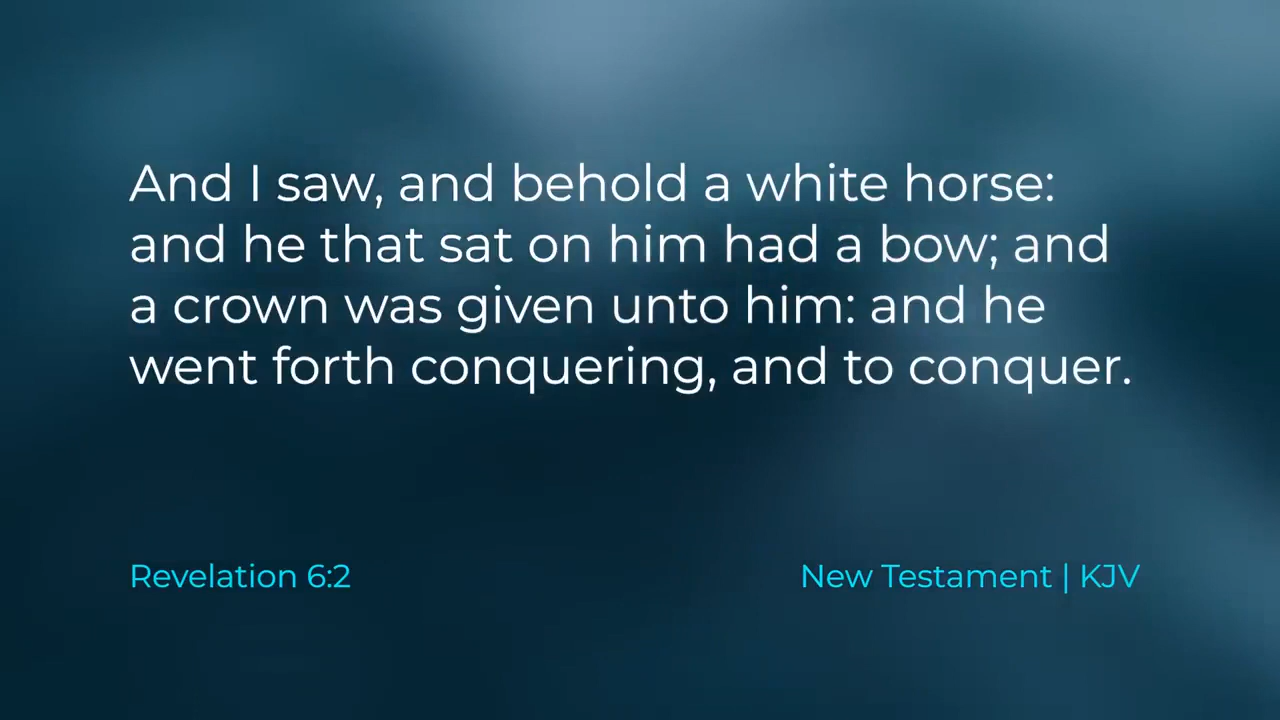 And I saw, and behold a white horse:
and he that sat on him had a bow; and
a crown was given unto him: and he
went forth conquering, and to conquer.
Revelation 6:2
New Testament | KJV